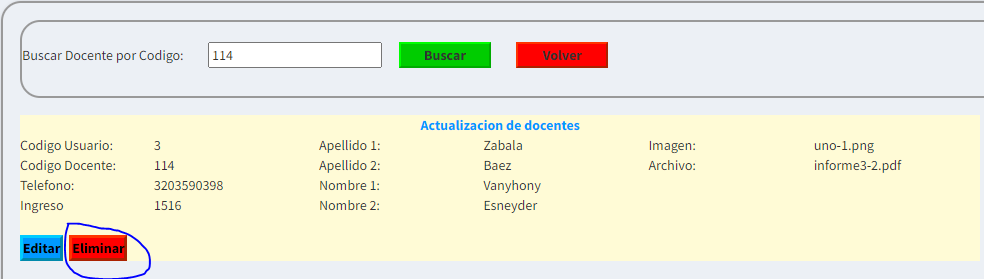 Buscar Docente por Codigo: 114 Buscar Volver
Actualizacion de docentes
Codigo Usuario: 3 Apellido 1: Zabala Imagen: uno-1.png
Codigo Docente: 114 Apellido 2: Baez Archivo: informe3-2.pdf
Telefono: 3203590398 Nombre 1: Vanyhony
Ingreso 1516 Nombre 2: Esneyder
Editar Eliminar